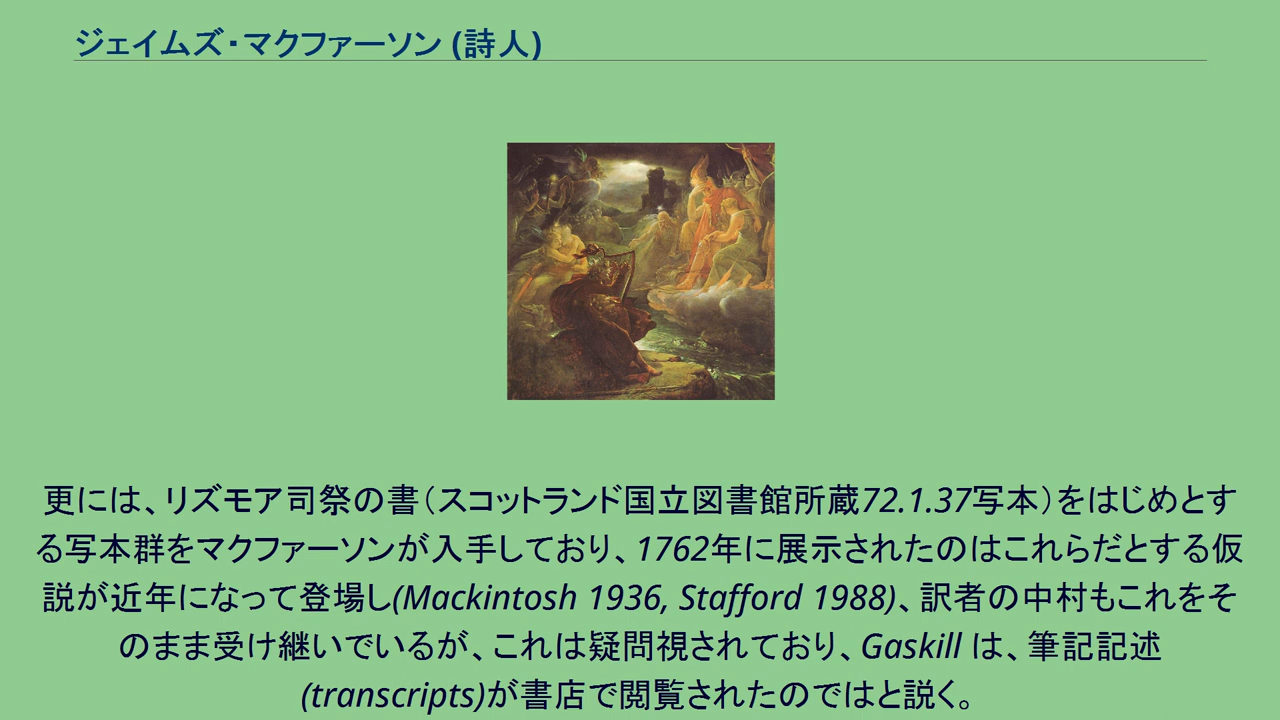 ジェイムズ・マクファーソン (詩人)
更には、リズモア司祭の書（スコットランド国立図書館所蔵72.1.37写本）をはじめとす
る写本群をマクファーソンが入手しており、1762年に展示されたのはこれらだとする仮
説が近年になって登場し(Mackintosh 1936, Stafford 1988)、訳者の中村もこれをそ
のまま受け継いでいるが、これは疑問視されており、Gaskill は、筆記記述
(transcripts)が書店で閲覧されたのではと説く。